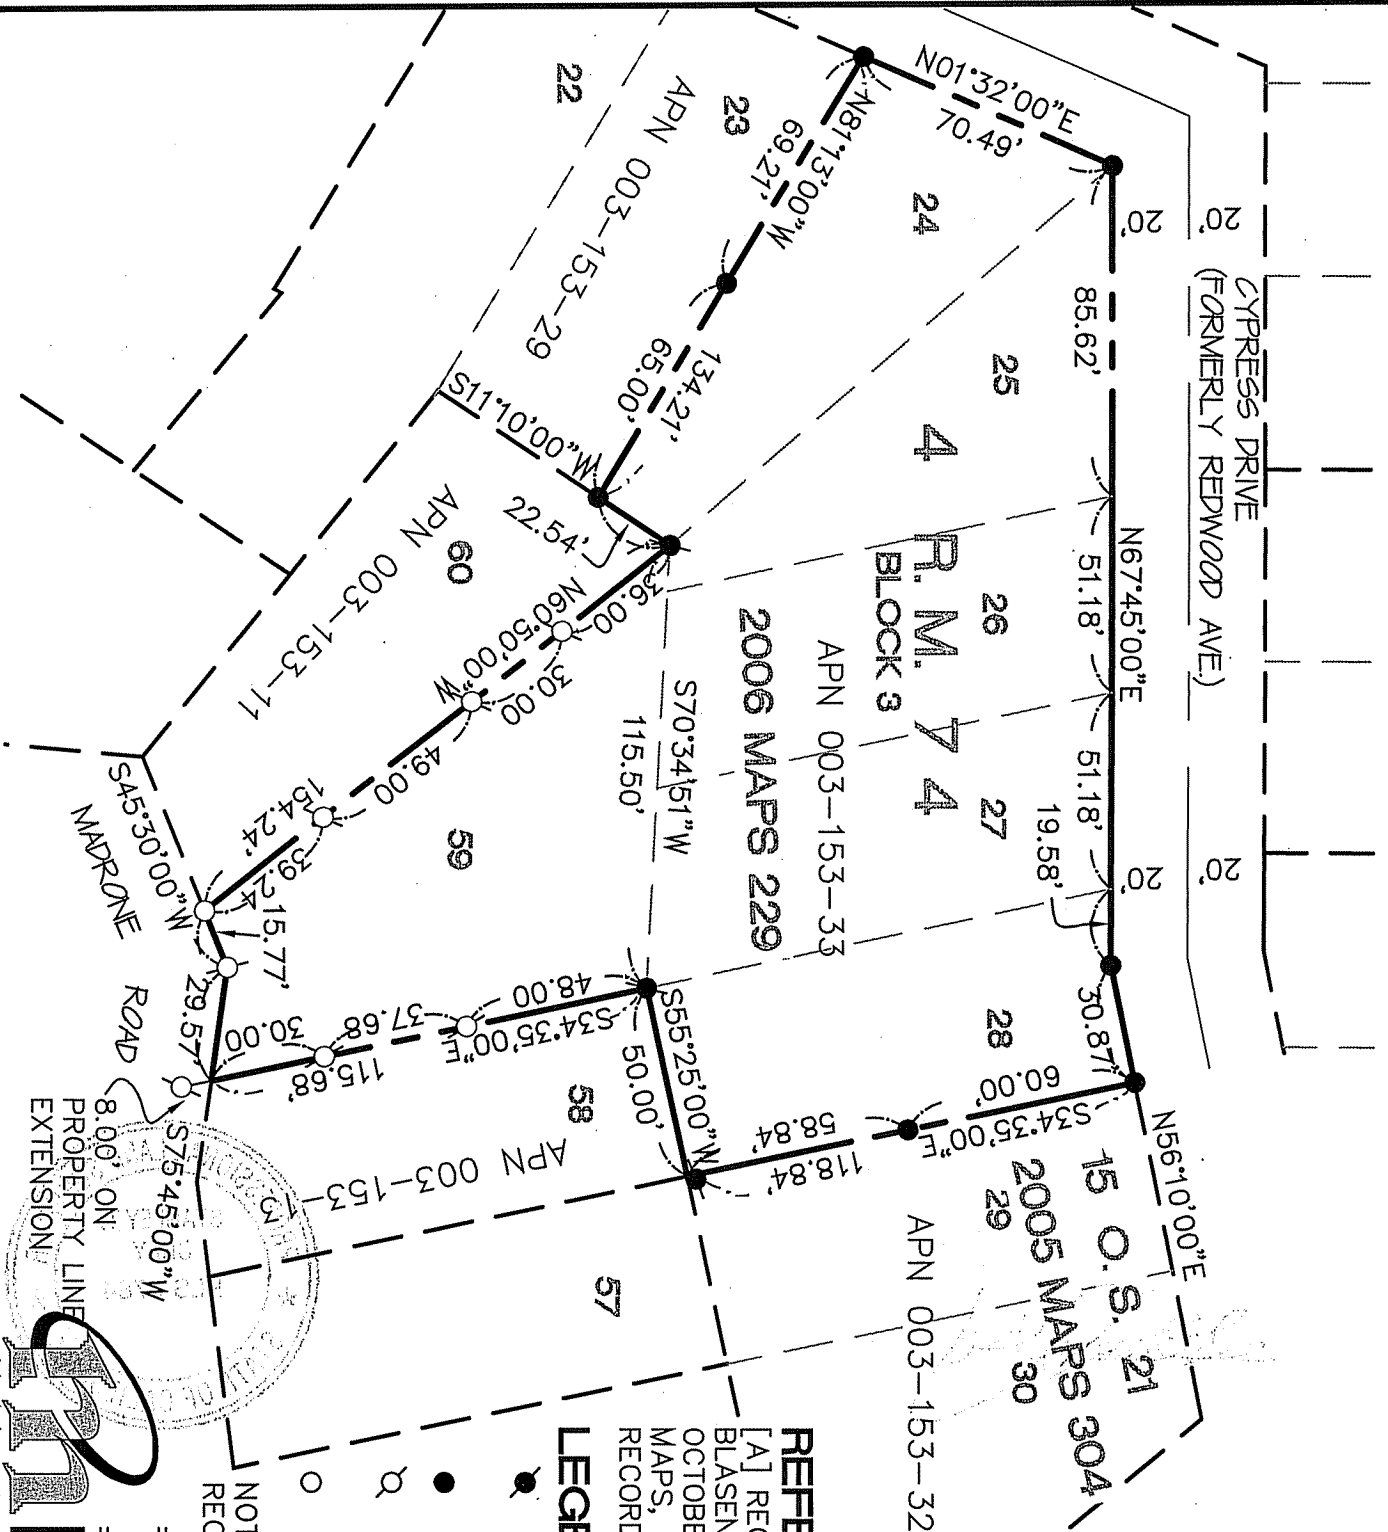 CYPRESS DRIVE
(FORMERLY REDWOOD AVE.)
20'
20'
20'
20'
N01°32'00"E
70.49'
85.62'
N67°45'00"E
51.18'
51.18'
19.58'
30.87'
N56°10'00"E
N81°13'00"W
69.21'
134.21'
65.00'
S11°10'00"W
22.54'
22
23
24
25
26
27
28
29
30
APN 003-153-29
R. M. 74
4
BLOCK 3
2006 MAPS 229
APN 003-153-33
S70°34'51"W
115.50'
36.00
N60°50'00"W
30.00
49.00
154.24'
39.24
60
APN 003-153-11
59
S45°30'00"W
15.77'
MADRONE ROAD
29.57'
30.00
37.68
48.00
S34°35'00"E
115.68'
S55°25'00"W
50.00'
60.00'
S34°35'00"E
58.84'
118.84'
15 O. S. 21
2005 MAPS 304
APN 003-153-32
58
APN 003-153-13
57
S75°45'00"W
8.00' ON
PROPERTY LINE
EXTENSION
REFE
[A] REC
BLASEN
OCTOBE
MAPS,
RECORD
LEGE
NOT
REC